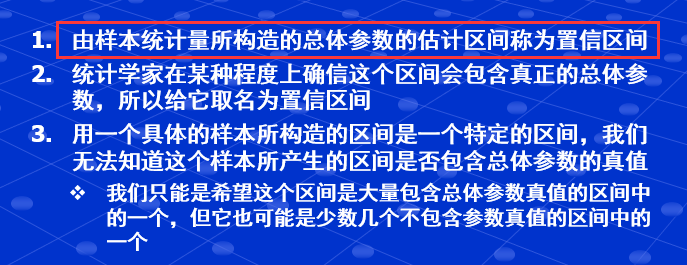 1. 由样本统计量所构造的总体参数的估计区间称为置信区间
2. 统计学家在某种程度上确信这个区间会包含真正的总体参
数，所以给它取名为置信区间
3. 用一个具体的样本所构造的区间是一个特定的区间，我们
无法知道这个样本所产生的区间是否包含总体参数的真值
❖ 我们只能是希望这个区间是大量包含总体参数真值的区间中
的一个，但它也可能是少数几个不包含参数真值的区间中的
一个